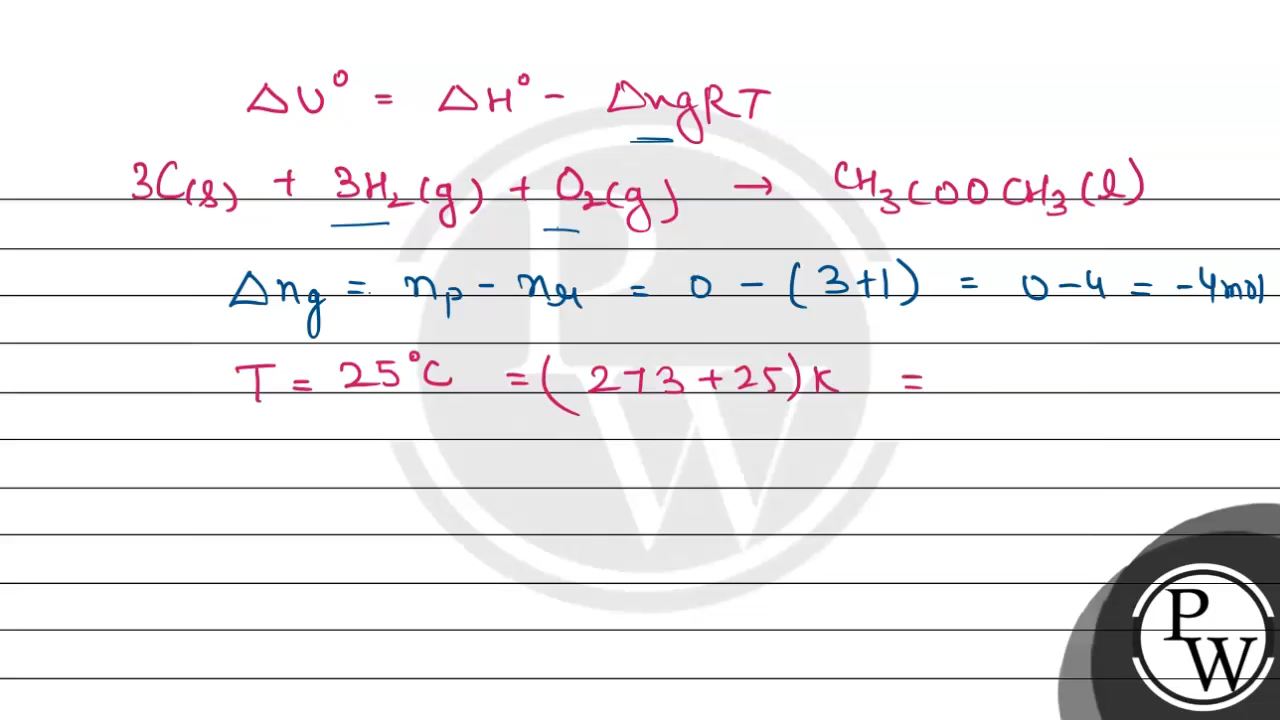 ΔU° = ΔH° - ΔngRT
3C(s) + 3H₂(g) + O₂(g) → CH₃COOCH₃(l)
Δng = np - nr = 0 - (3+1) = 0-4 = -4mol
T = 25°C = (273+25)K =
PW
PW